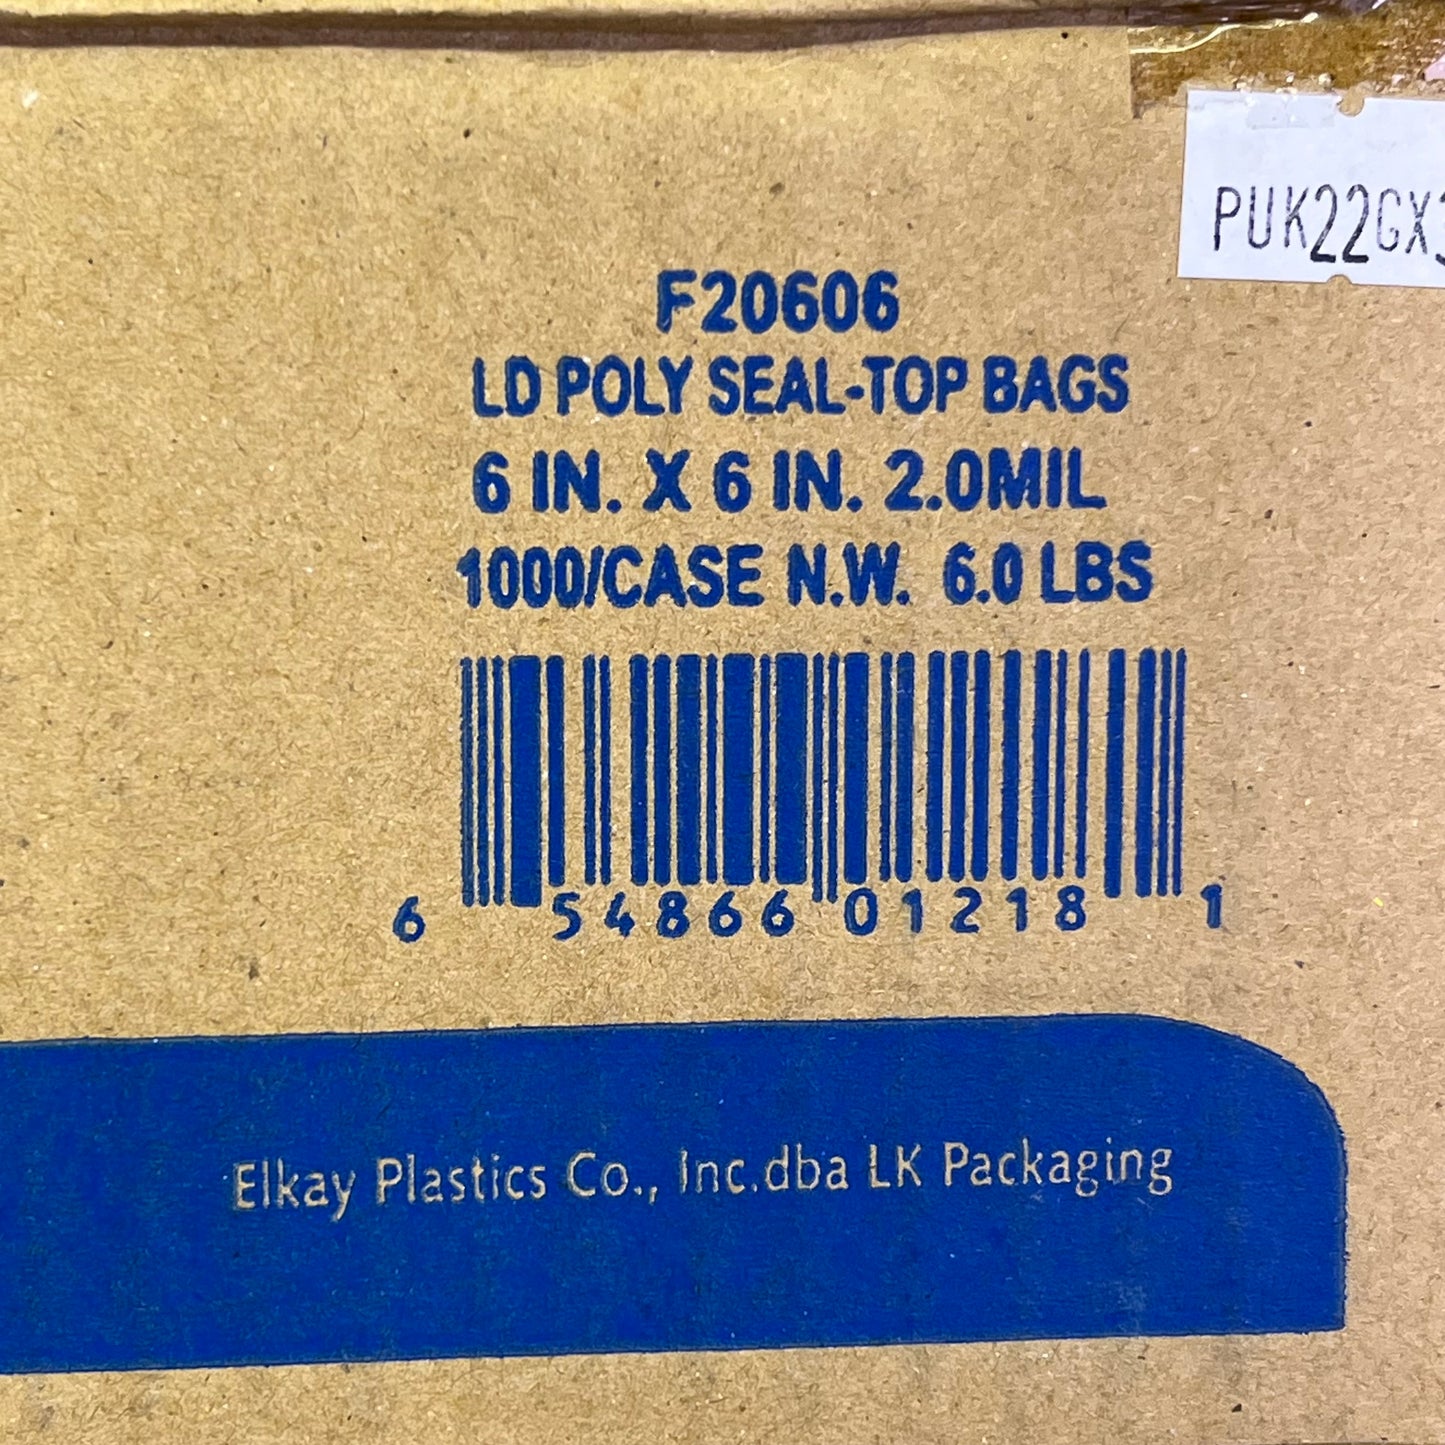 PUK22GX
F20606
LD POLY SEAL-TOP BAGS
6 IN. X 6 IN. 2.0MIL
1000/CASE N.W. 6.0 LBS
6 54866 01218 1
Elkay Plastics Co., Inc.dba LK Packaging